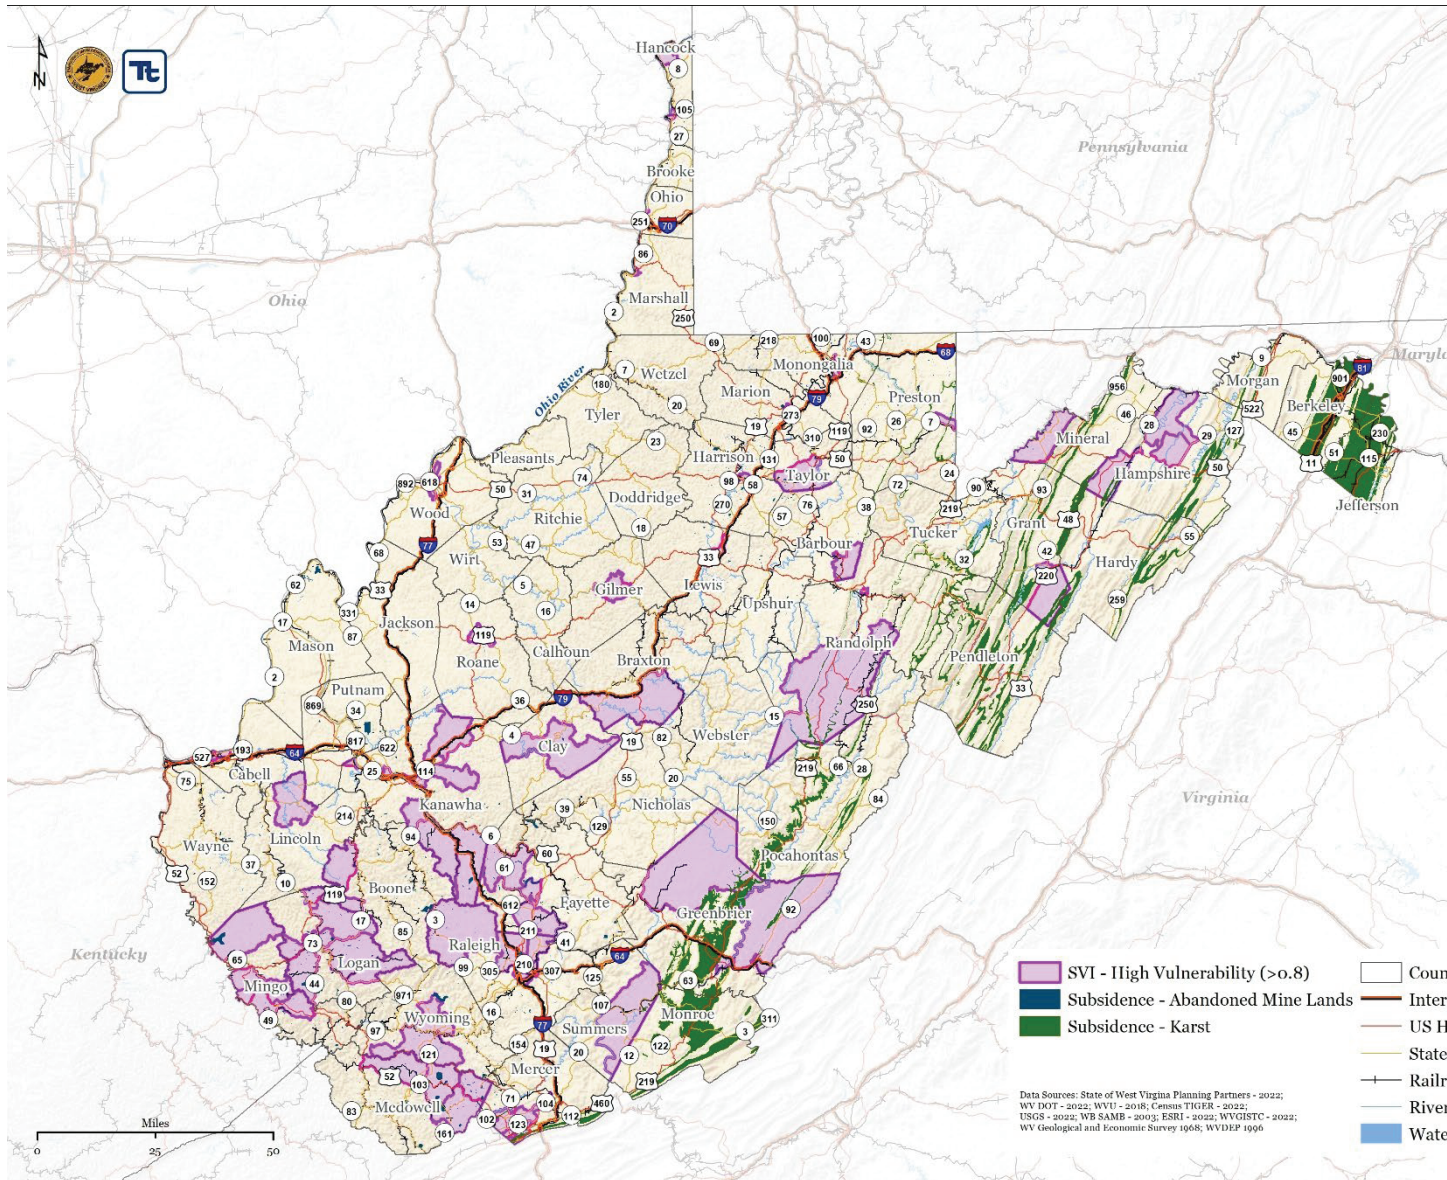 Hancock
8
105
27
Brooke
Ohio
251
70
86
Marshall
2
250
Pennsylvania
Ohio
N
Tt
69
218
100
43
68
Monongalia
Wetzel
7
180
Ohio River
Marion
79
Preston
Tyler
20
273
19
119
310
92
26
7
23
Pleasants
Harrison
131
50
Taylor
Doddridge
98
58
24
892
618
50
31
74
Wood
Ritchie
270
76
57
72
38
219
18
77
68
Wirt
53
47
Barbour
Tucker
33
32
62
33
5
Gilmer
Lewis
Upshur
17
331
87
Jackson
14
16
Mason
119
Calhoun
Randolph
Roane
Braxton
2
Putnam
869
34
36
79
250
15
817
622
4
Clay
19
82
Webster
527
193
64
75
Cabell
25
114
219
66
28
55
20
84
Kanawha
Nicholas
214
39
129
150
Lincoln
94
6
60
Wayne
37
Pocahontas
52
152
10
61
Boone
119
612
Fayette
Greenbrier
92
17
3
85
211
41
65
73
Logan
Raleigh
64
Mingo
44
99
305
210
307
125
63
80
971
107
49
97
Wyoming
16
77
Summers
Monroe
311
3
154
19
20
12
122
121
52
103
Mercer
219
83
Mcdowell
71
104
460
102
123
112
161
Maryla
9
Morgan
901
81
956
46
28
522
Berkeley
Mineral
29
127
45
230
51
115
11
Hampshire
50
90
93
Jefferson
Grant
48
55
42
Hardy
220
259
Pendleton
33
Virginia
Kentucky
Miles
0
25
50
SVI - High Vulnerability (>0.8)
Subsidence - Abandoned Mine Lands
Subsidence - Karst
Coun
Inter
US H
State
Railr
River
Wate
Data Sources: State of West Virgina Planning Partners - 2022;
WV DOT - 2022; WVU - 2018; Census TIGER - 2022;
USGS - 2022; WB SAMB - 2003; ESRI - 2022; WVGISTC - 2022;
WV Geological and Economic Survey 1968; WVDEP 1996